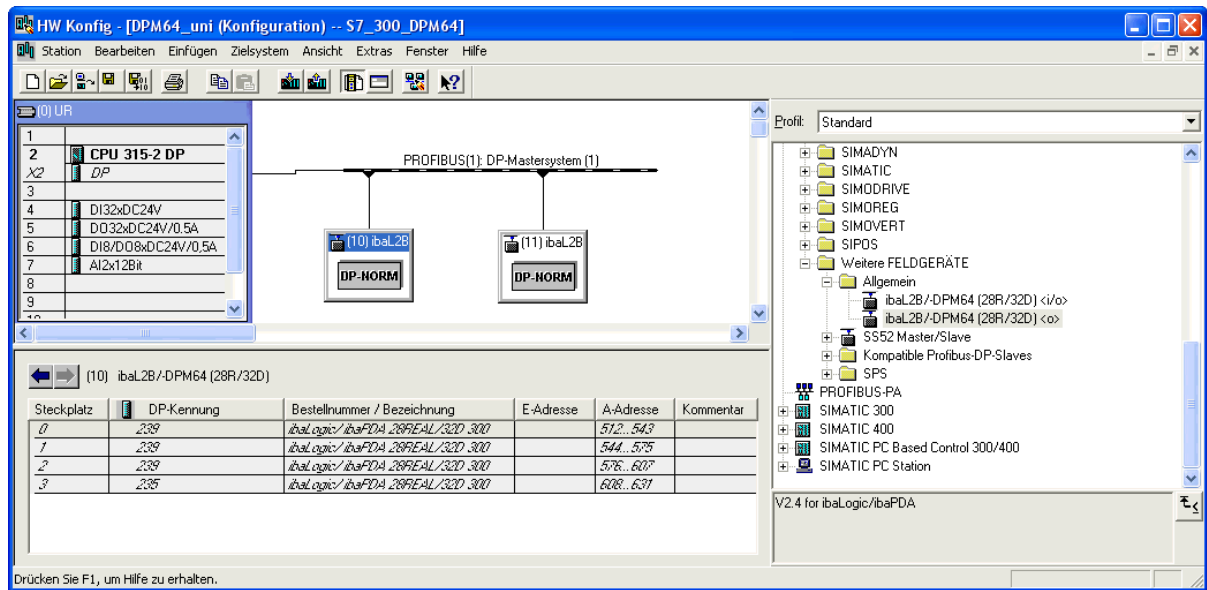 HW Konfig - [DPM64_uni (Konfiguration) -- S7_300_DPM64]
Station Bearbeiten Einfügen Zielsystem Ansicht Extras Fenster Hilfe
(0) UR
1
2 CPU 315-2 DP
X2 DP
3
4 DI32xDC24V
5 DO32xDC24V/0.5A
6 DI8/DO8xDC24V/0,5A
7 AI2x12Bit
8
9
PROFIBUS(1): DP-Mastersystem (1)
(10) ibaL2B
DP-NORM
(11) ibaL2B
DP-NORM
Profil: Standard
SIMADYN
SIMATIC
SIMODRIVE
SIMOREG
SIMOVERT
SIPOS
Weitere FELDGERÄTE
Allgemein
ibaL2B/-DPM64 (28R/32D) <i/o>
ibaL2B/-DPM64 (28R/32D) <o>
SS52 Master/Slave
Kompatible Profibus-DP-Slaves
SPS
PROFIBUS-PA
SIMATIC 300
SIMATIC 400
SIMATIC PC Based Control 300/400
SIMATIC PC Station
V2.4 for ibaLogic/ibaPDA
(10) ibaL2B/-DPM64 (28R/32D)
Steckplatz DP-Kennung Bestellnummer / Bezeichnung E-Adresse A-Adresse Kommentar
0 239 ibaLogic/ ibaPDA 28REAL/32D 300 512...543
1 239 ibaLogic/ ibaPDA 28REAL/32D 300 544...575
2 239 ibaLogic/ ibaPDA 28REAL/32D 300 576...607
3 235 ibaLogic/ ibaPDA 28REAL/32D 300 608...631
Drücken Sie F1, um Hilfe zu erhalten.